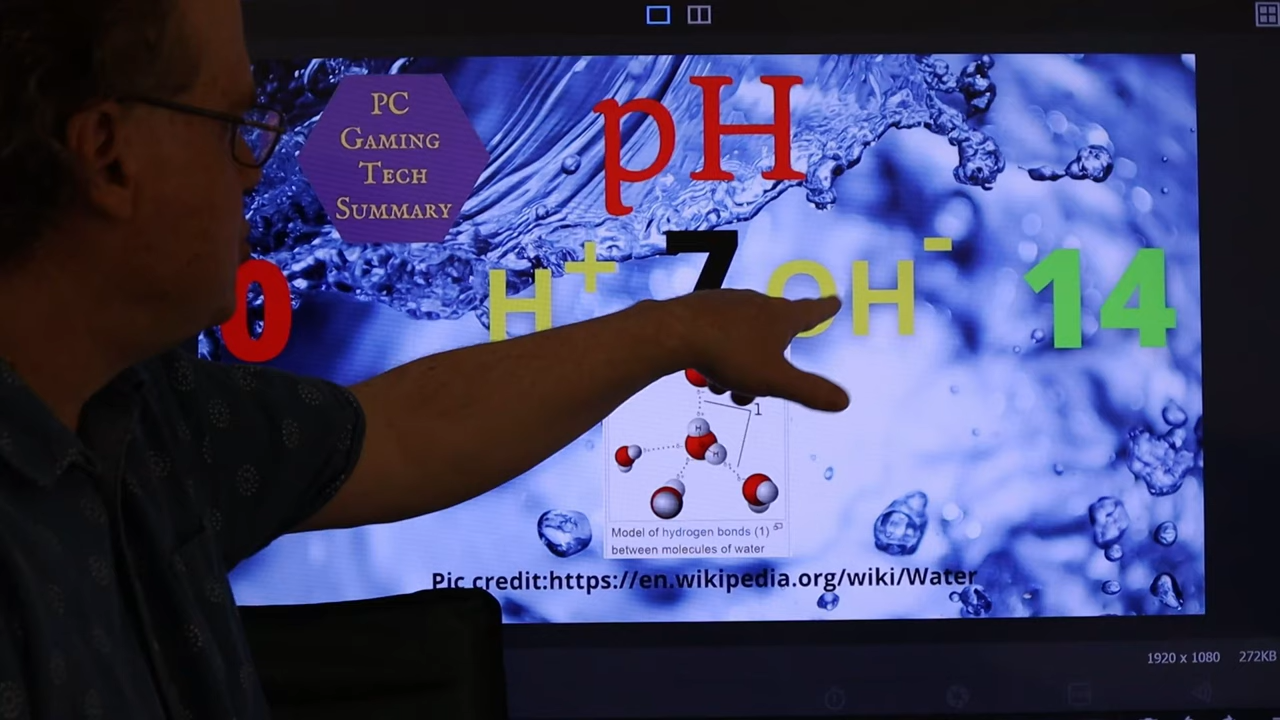 PC
GAMING
TECH
SUMMARY
pH
0 H+ 7 OH- 14
1
H
H
Model of hydrogen bonds (1)
between molecules of water
Pic credit:https://en.wikipedia.org/wiki/Water
1920 x 1080 272KB